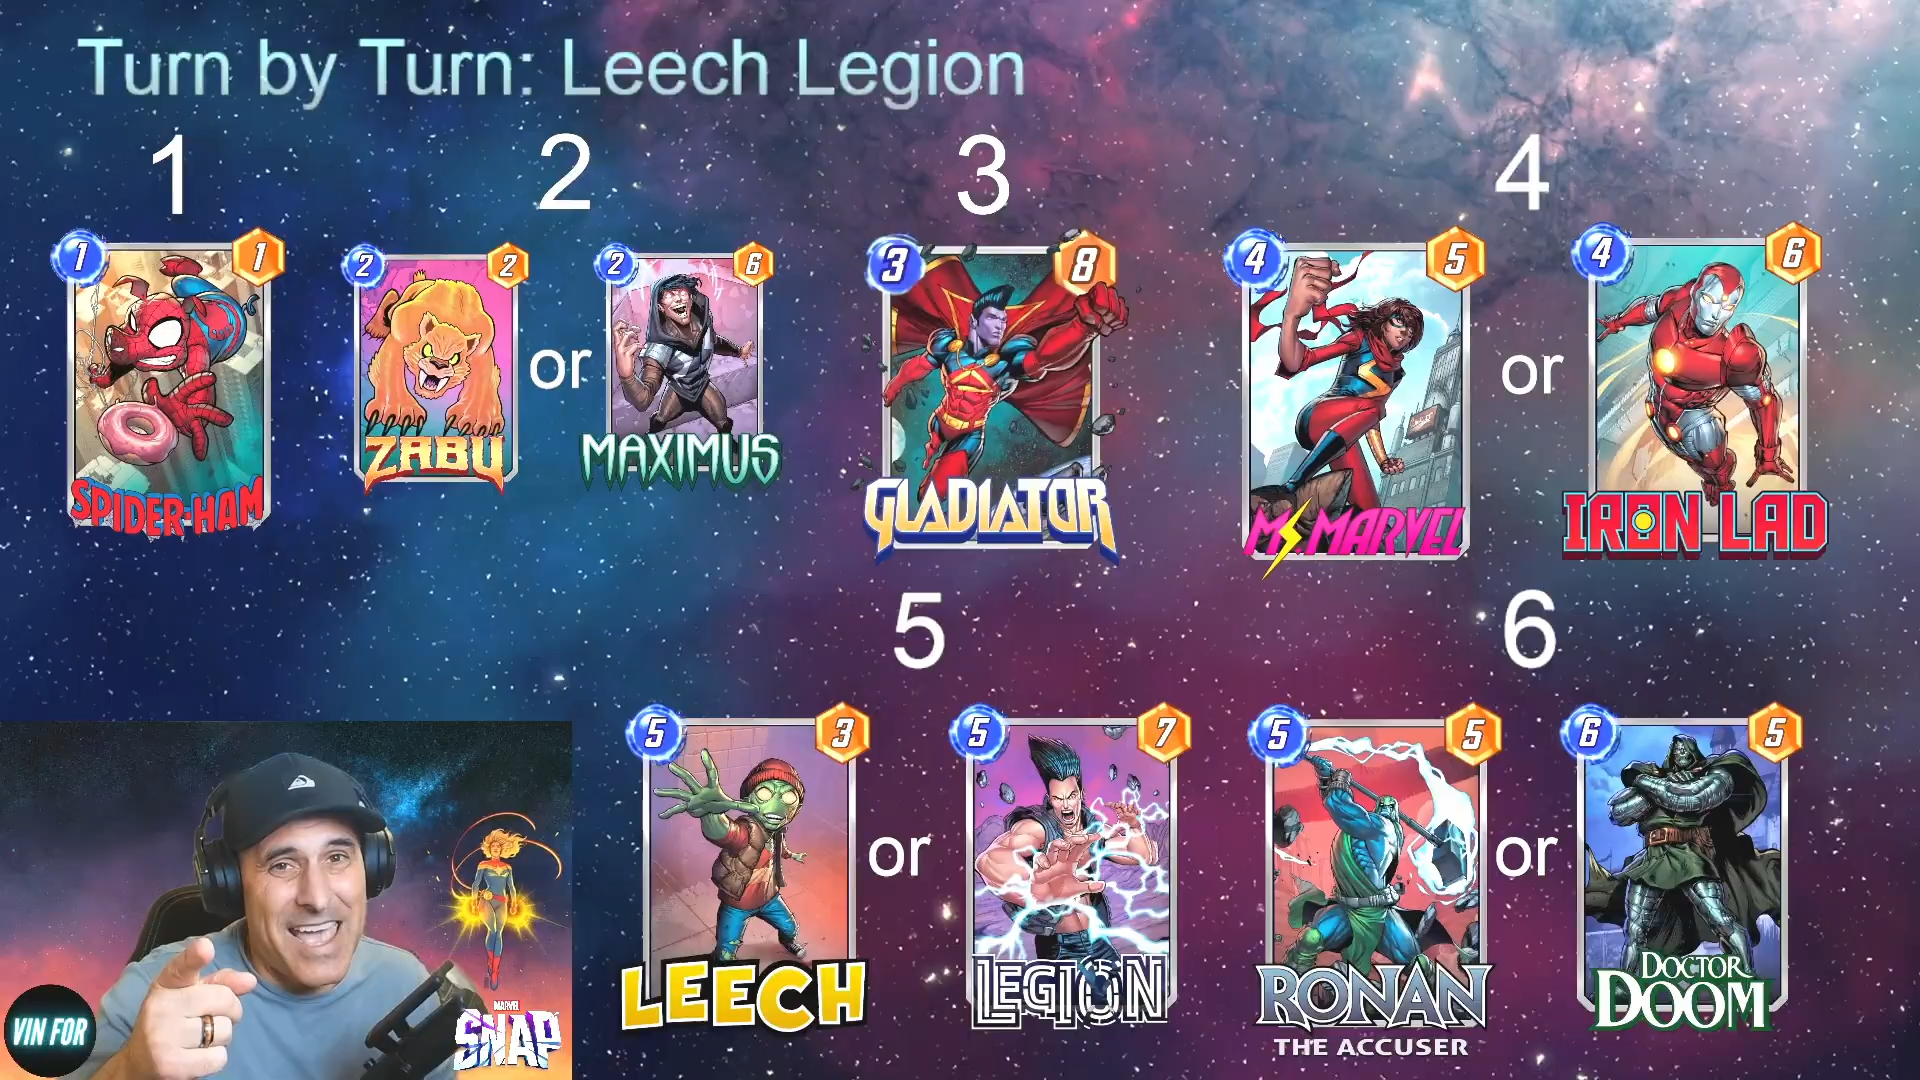 Turn by Turn: Leech Legion
1
2
3
4
1 1
SPIDER-HAM
2 2
ZABU
or
2 6
MAXIMUS
3 8
GLADIATOR
4 5
MS. MARVEL
or
4 6
IRON LAD
5
6
5 3
LEECH
or
5 7
LEGION
5 5
RONAN
THE ACCUSER
or
6 5
DOCTOR
DOOM
VIN FOR
MARVEL
SNAP